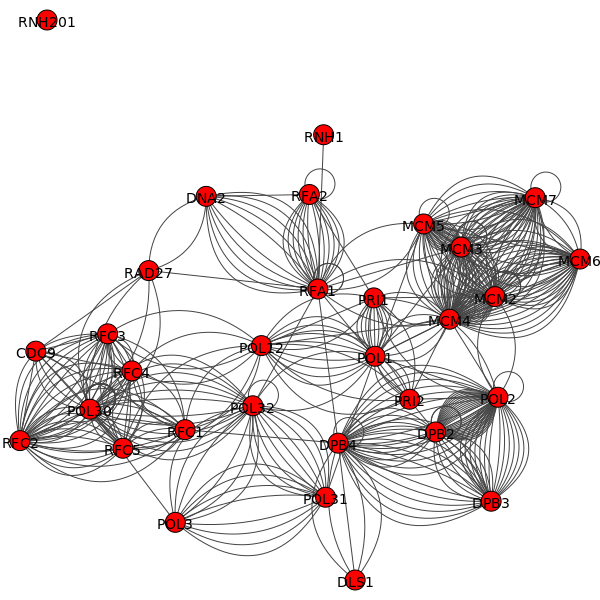 RNH201
RNH1
DNA2
RFA2
MCM7
MCM5
MCM3
MCM6
RAD27
RFA1
PRI1
MCM2
MCM4
RFC3
POL12
CDC9
POL1
RFC4
POL30
POL32
PRI2
POL2
RFC2
RFC1
DPB2
DPB4
RFC5
POL31
DPB3
POL3
DLS1